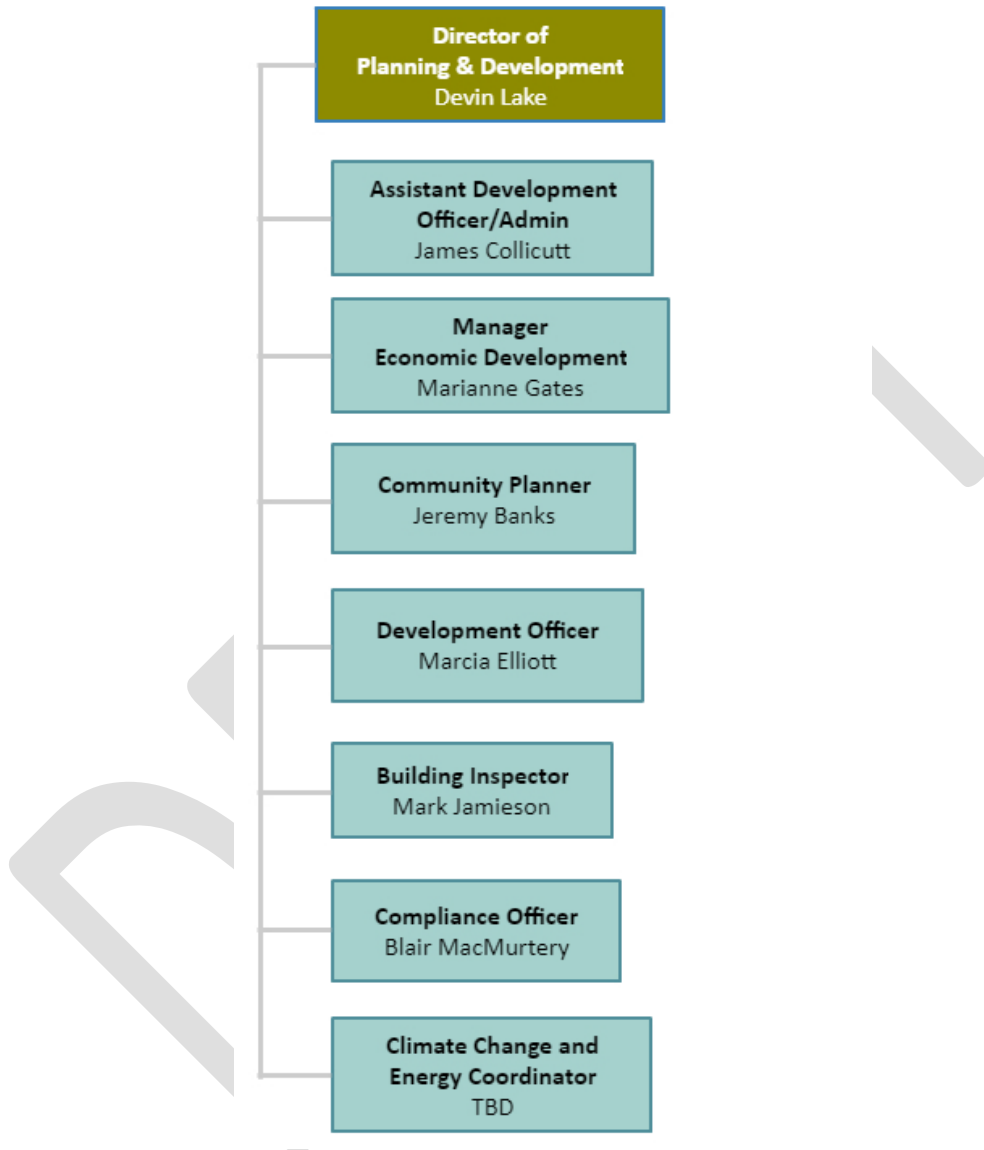 Director of
Planning & Development
Devin Lake
Assistant Development
Officer/Admin
James Collicutt
Manager
Economic Development
Marianne Gates
Community Planner
Jeremy Banks
Development Officer
Marcia Elliott
Building Inspector
Mark Jamieson
Compliance Officer
Blair MacMurtery
Climate Change and
Energy Coordinator
TBD